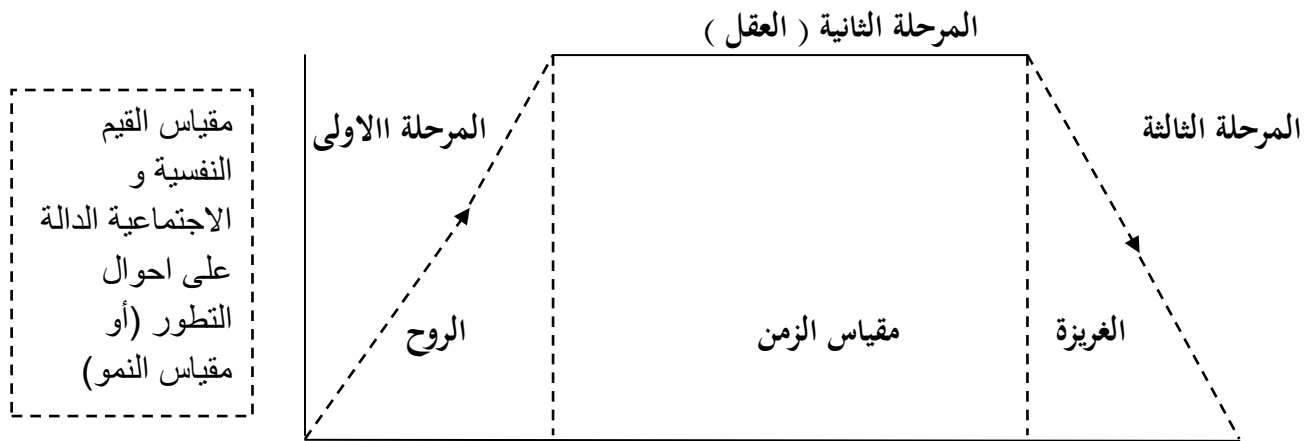 المرحلة الثانية ( العقل )
المرحلة االاولى
المرحلة الثالثة
مقياس القيم
النفسية و
الاجتماعية الدالة
على احوال
التطور (أو
مقياس النمو)
الروح
مقياس الزمن
الغريزة